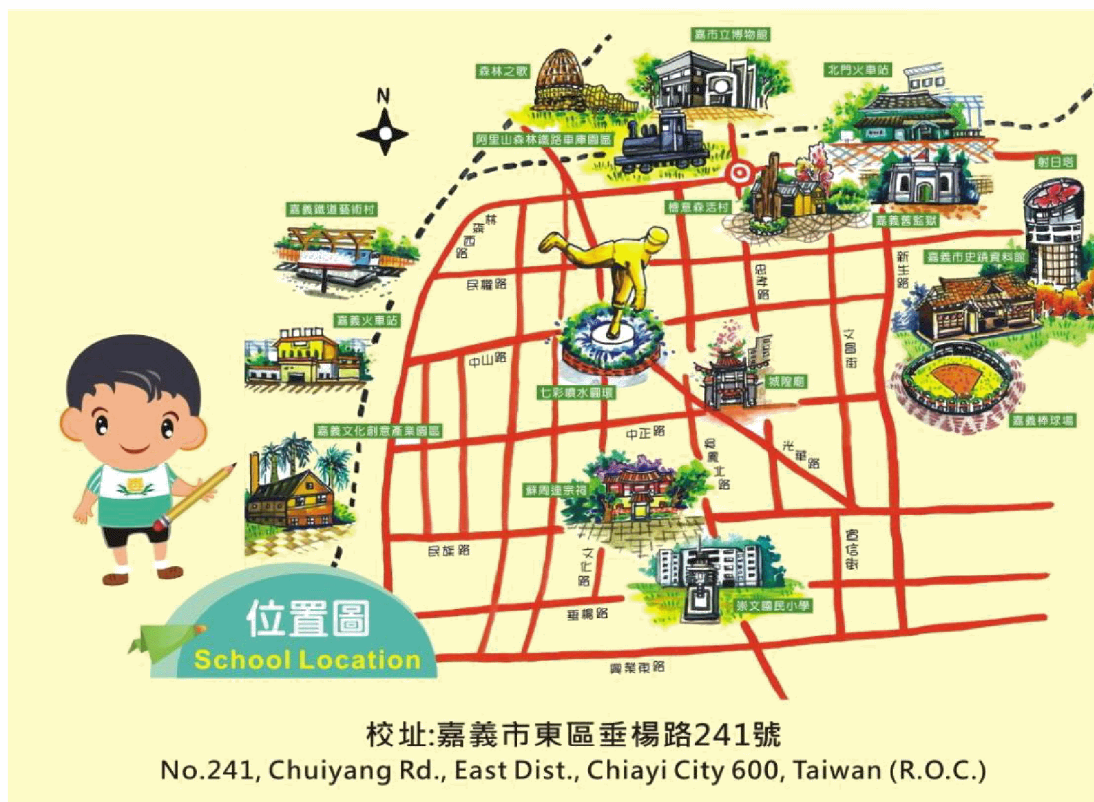 嘉市立博物館
森林之歌
北門火車站
N
阿里山森林鐵路車庫園區
射日塔
檜意森活村
嘉義舊監獄
嘉義鐵道藝術村
林森西路
嘉義市史蹟資料館
新生路
忠孝路
民權路
嘉義火車站
中山路
文昌街
七彩噴水圓環
城隍廟
嘉義棒球場
嘉義文化創意產業園區
中正路
光華路
吳鳳北路
蘇周連宗祠
民族路
文化路
宣信街
崇文國民小學
垂楊路
位置圖
School Location
興業東路
校址:嘉義市東區垂楊路241號
No.241, Chuiyang Rd., East Dist., Chiayi City 600, Taiwan (R.O.C.)